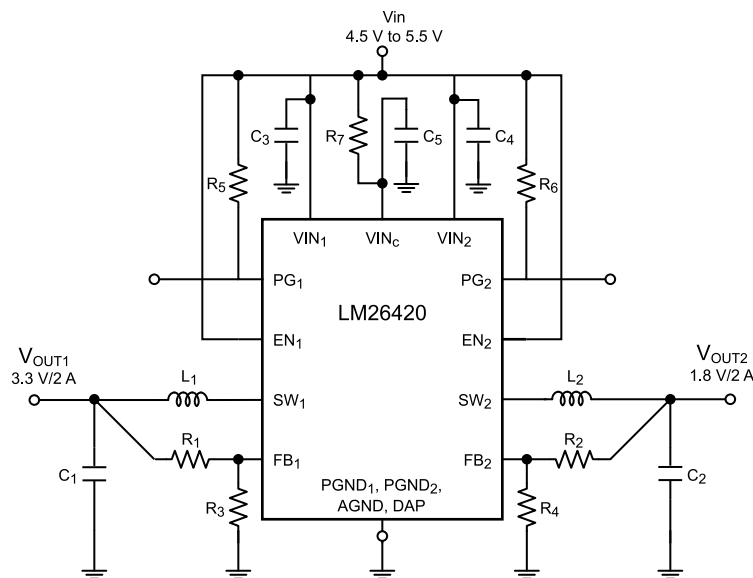 Vin
4.5 V to 5.5 V
C3
R7
C5
C4
R5
R6
VIN1
VINc
VIN2
PG1
PG2
LM26420
EN1
EN2
VOUT1
3.3 V/2 A
L1
SW1
SW2
L2
VOUT2
1.8 V/2 A
R1
FB1
FB2
R2
C1
R3
PGND1, PGND2,
AGND, DAP
R4
C2